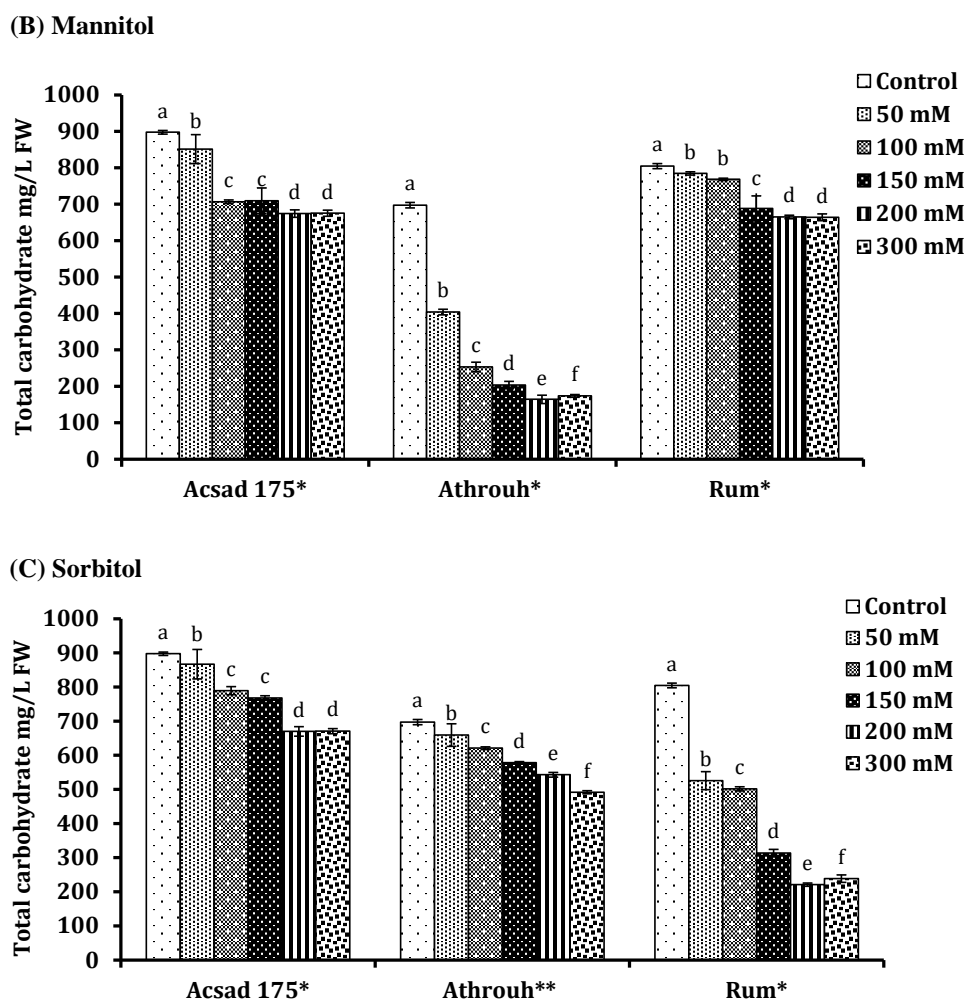 (B) Mannitol
Total carbohydrate mg/L FW
1000
900
800
700
600
500
400
300
200
100
0
a b c c d d
a b c d e f
a b b c d d
Acsad 175* Athrouh* Rum*
Control
50 mM
100 mM
150 mM
200 mM
300 mM
(C) Sorbitol
Total carbohydrate mg/L FW
1000
900
800
700
600
500
400
300
200
100
0
a b c c d d
a b c d e f
a b c d e f
Acsad 175* Athrouh** Rum*
Control
50 mM
100 mM
150 mM
200 mM
300 mM